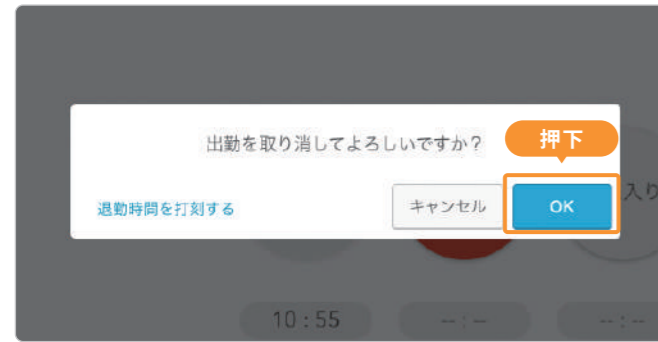 出勤を取り消してよろしいですか？
押下
退勤時間を打刻する
キャンセル
OK
入り
10:55
--:--
--:--